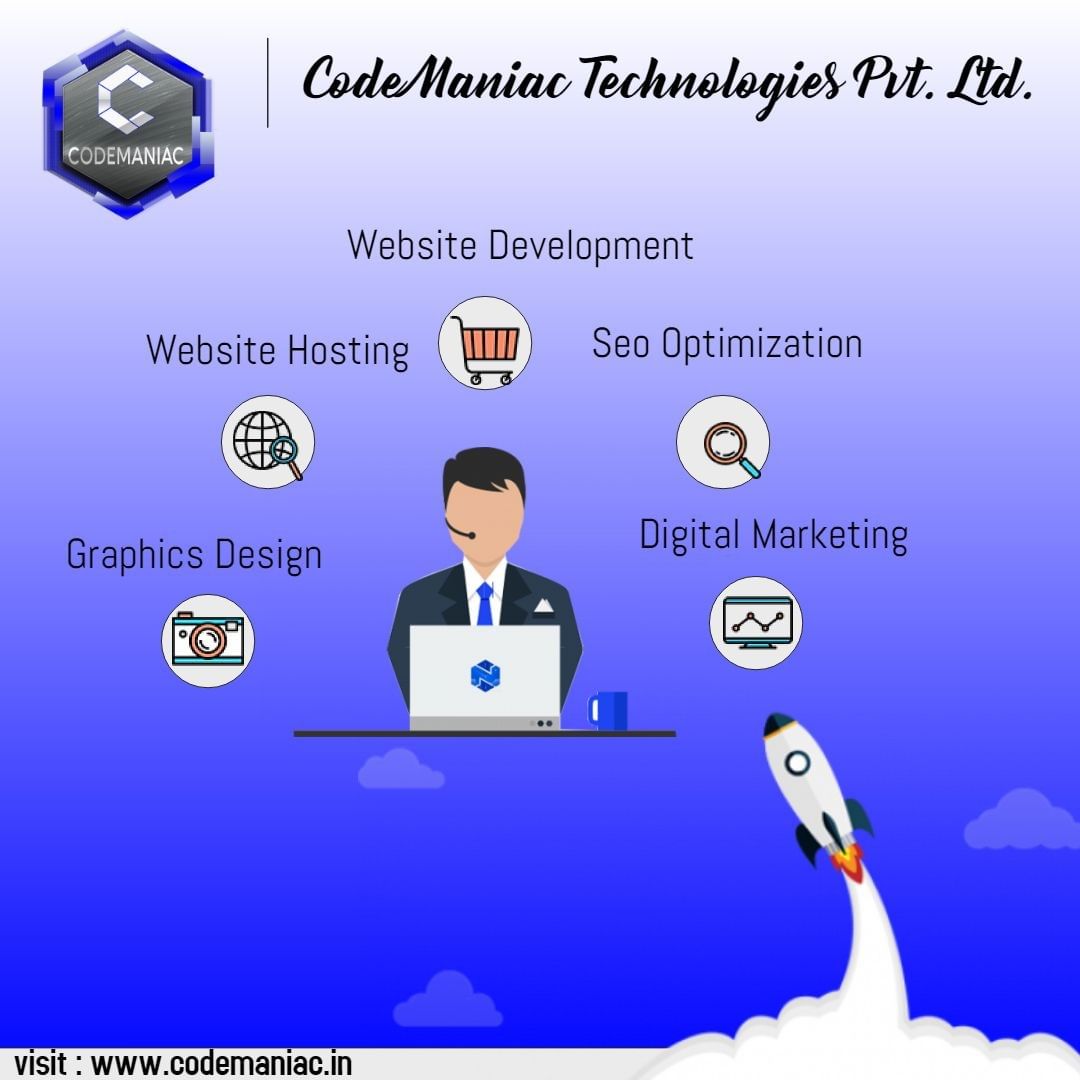 CODEMANIAC
CodeManiac Technologies Pvt. Ltd.
Website Development
Website Hosting
Seo Optimization
Graphics Design
Digital Marketing
visit : www.codemaniac.in